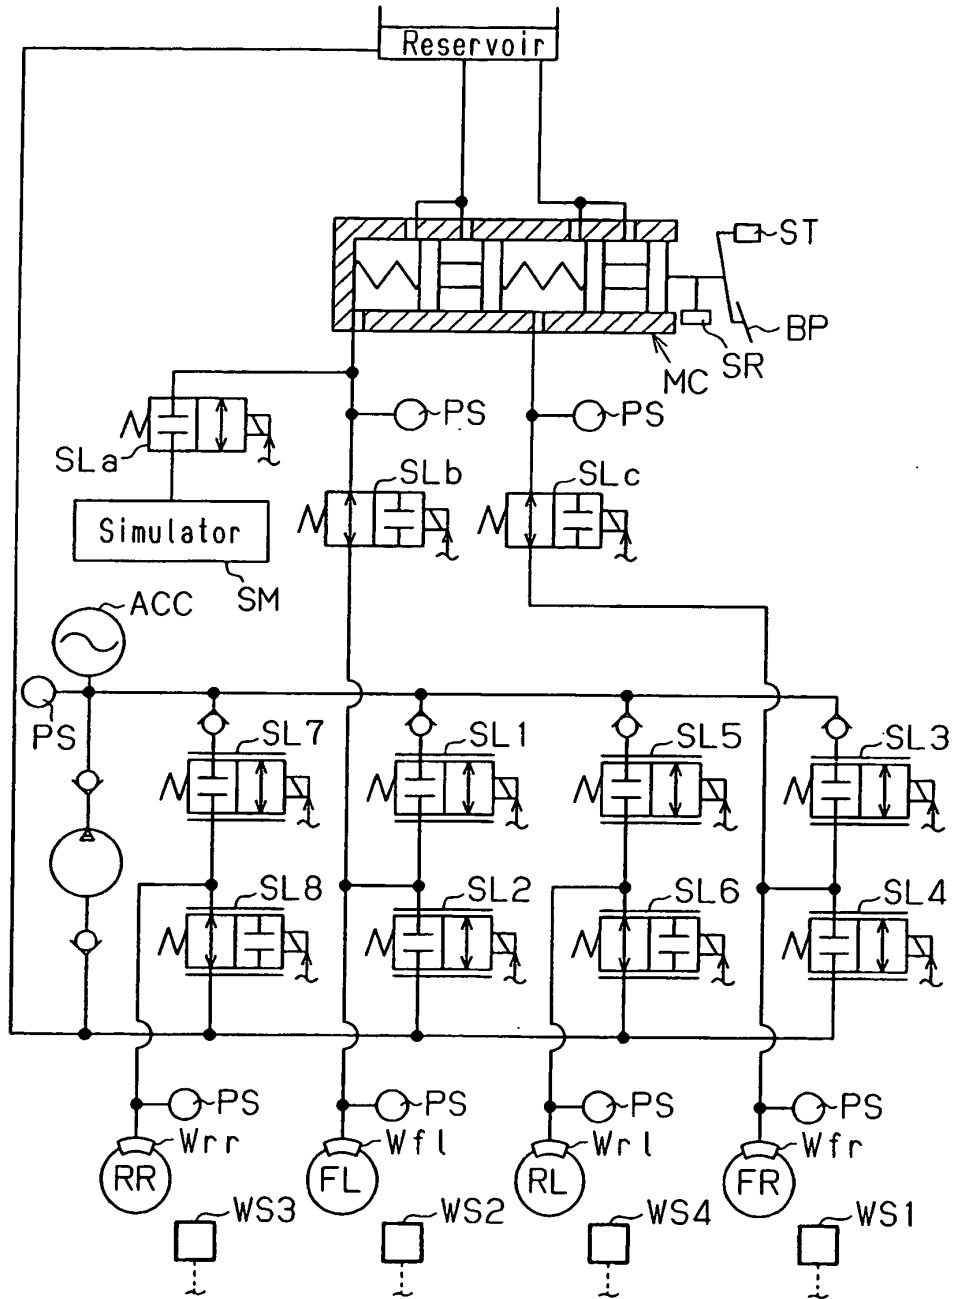 Reservoir
ST
BP
SR
MC
PS
PS
SLa
SLb
SLc
Simulator
SM
ACC
PS
SL7
SL1
SL5
SL3
SL8
SL2
SL6
SL4
PS
PS
PS
PS
Wrr
Wfl
Wrl
Wfr
RR
FL
RL
FR
WS3
WS2
WS4
WS1